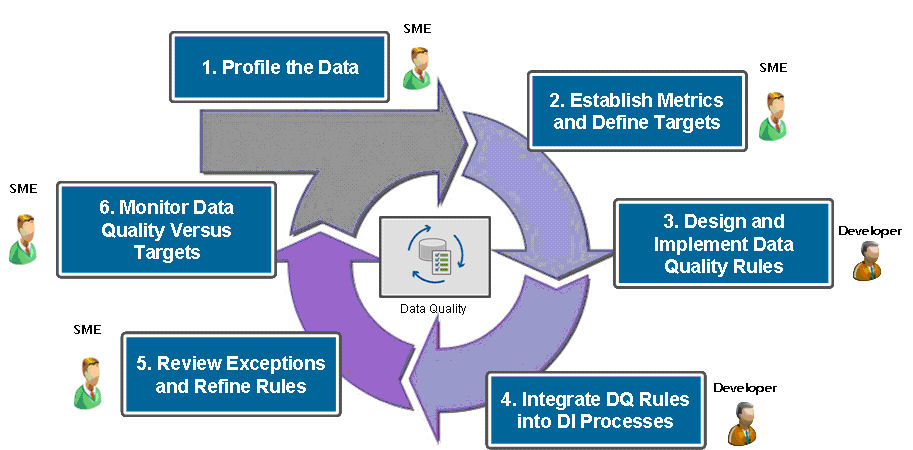 SME
1. Profile the Data
SME
2. Establish Metrics
and Define Targets
Developer
3. Design and
Implement Data
Quality Rules
Developer
4. Integrate DQ Rules
into DI Processes
SME
5. Review Exceptions
and Refine Rules
SME
6. Monitor Data
Quality Versus
Targets
Data Quality